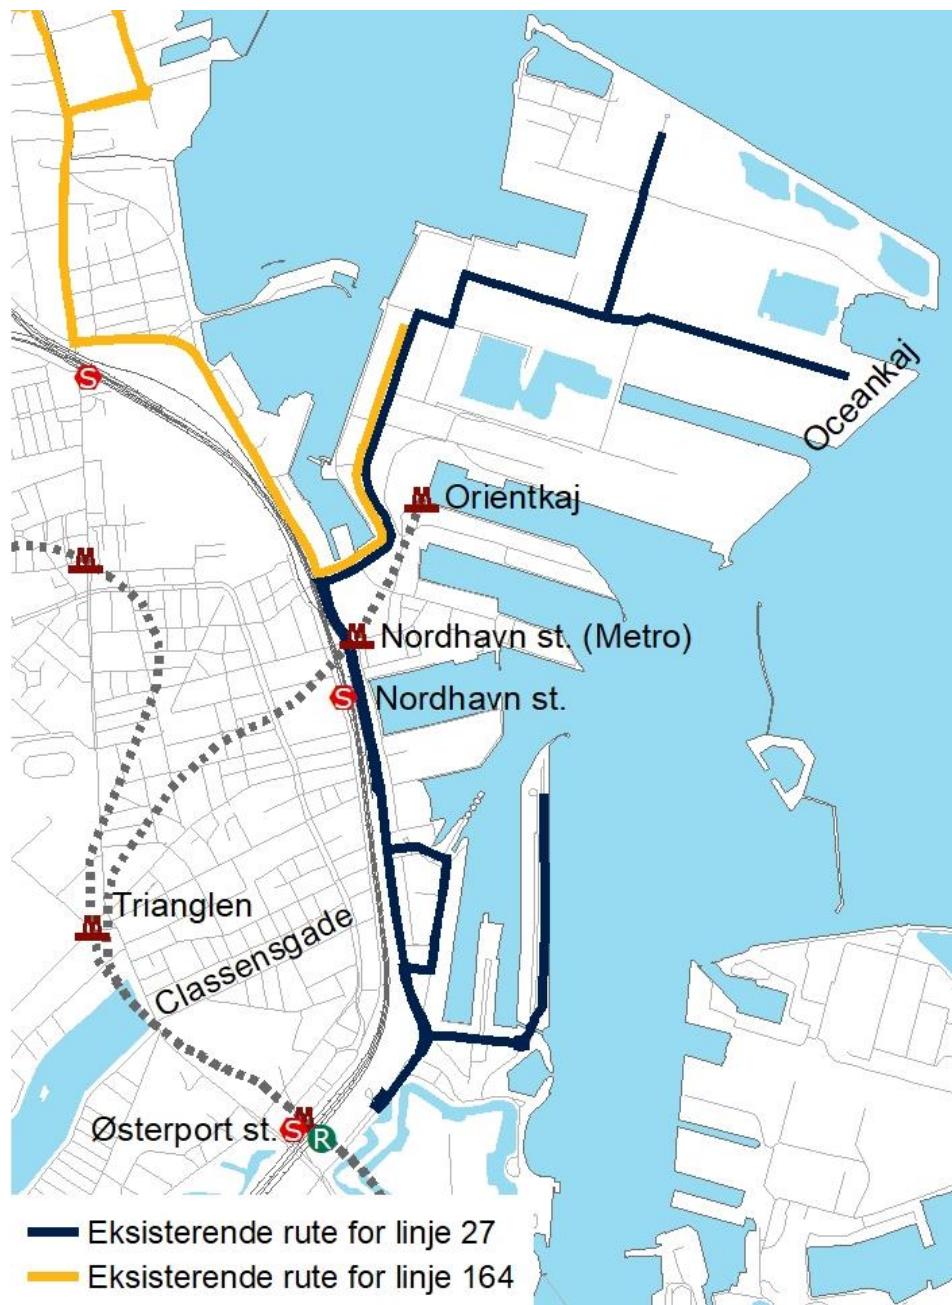 Oceankaj
S
Orientkaj
Nordhavn st. (Metro)
S Nordhavn st.
Trianglen
Classensgade
Østerport st. S R
Eksisterende rute for linje 27
Eksisterende rute for linje 164